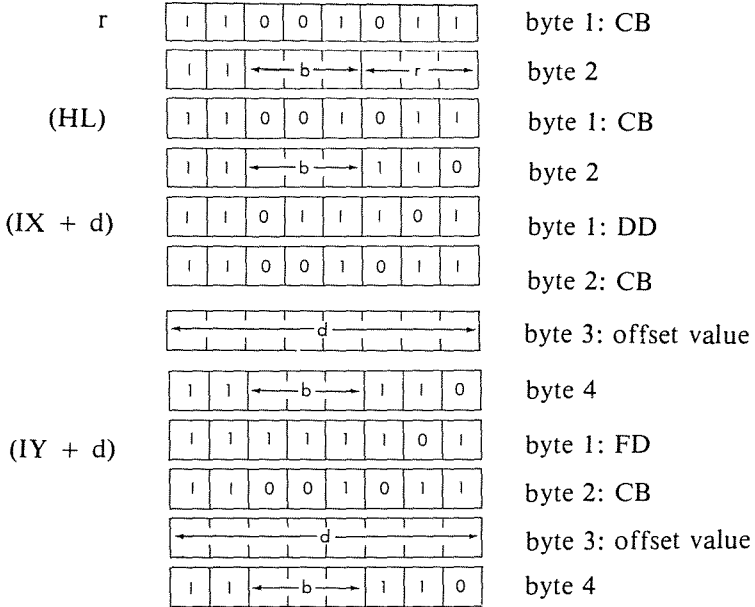 r 1 1 0 0 1 0 1 1 byte 1: CB
1 1 b r byte 2
(HL) 1 1 0 0 1 0 1 1 byte 1: CB
1 1 b 1 1 0 byte 2
(IX + d) 1 1 0 1 1 1 0 1 byte 1: DD
1 1 0 0 1 0 1 1 byte 2: CB
d byte 3: offset value
1 1 b 1 1 0 byte 4
(IY + d) 1 1 1 1 1 1 0 1 byte 1: FD
1 1 0 0 1 0 1 1 byte 2: CB
d byte 3: offset value
1 1 b 1 1 0 byte 4